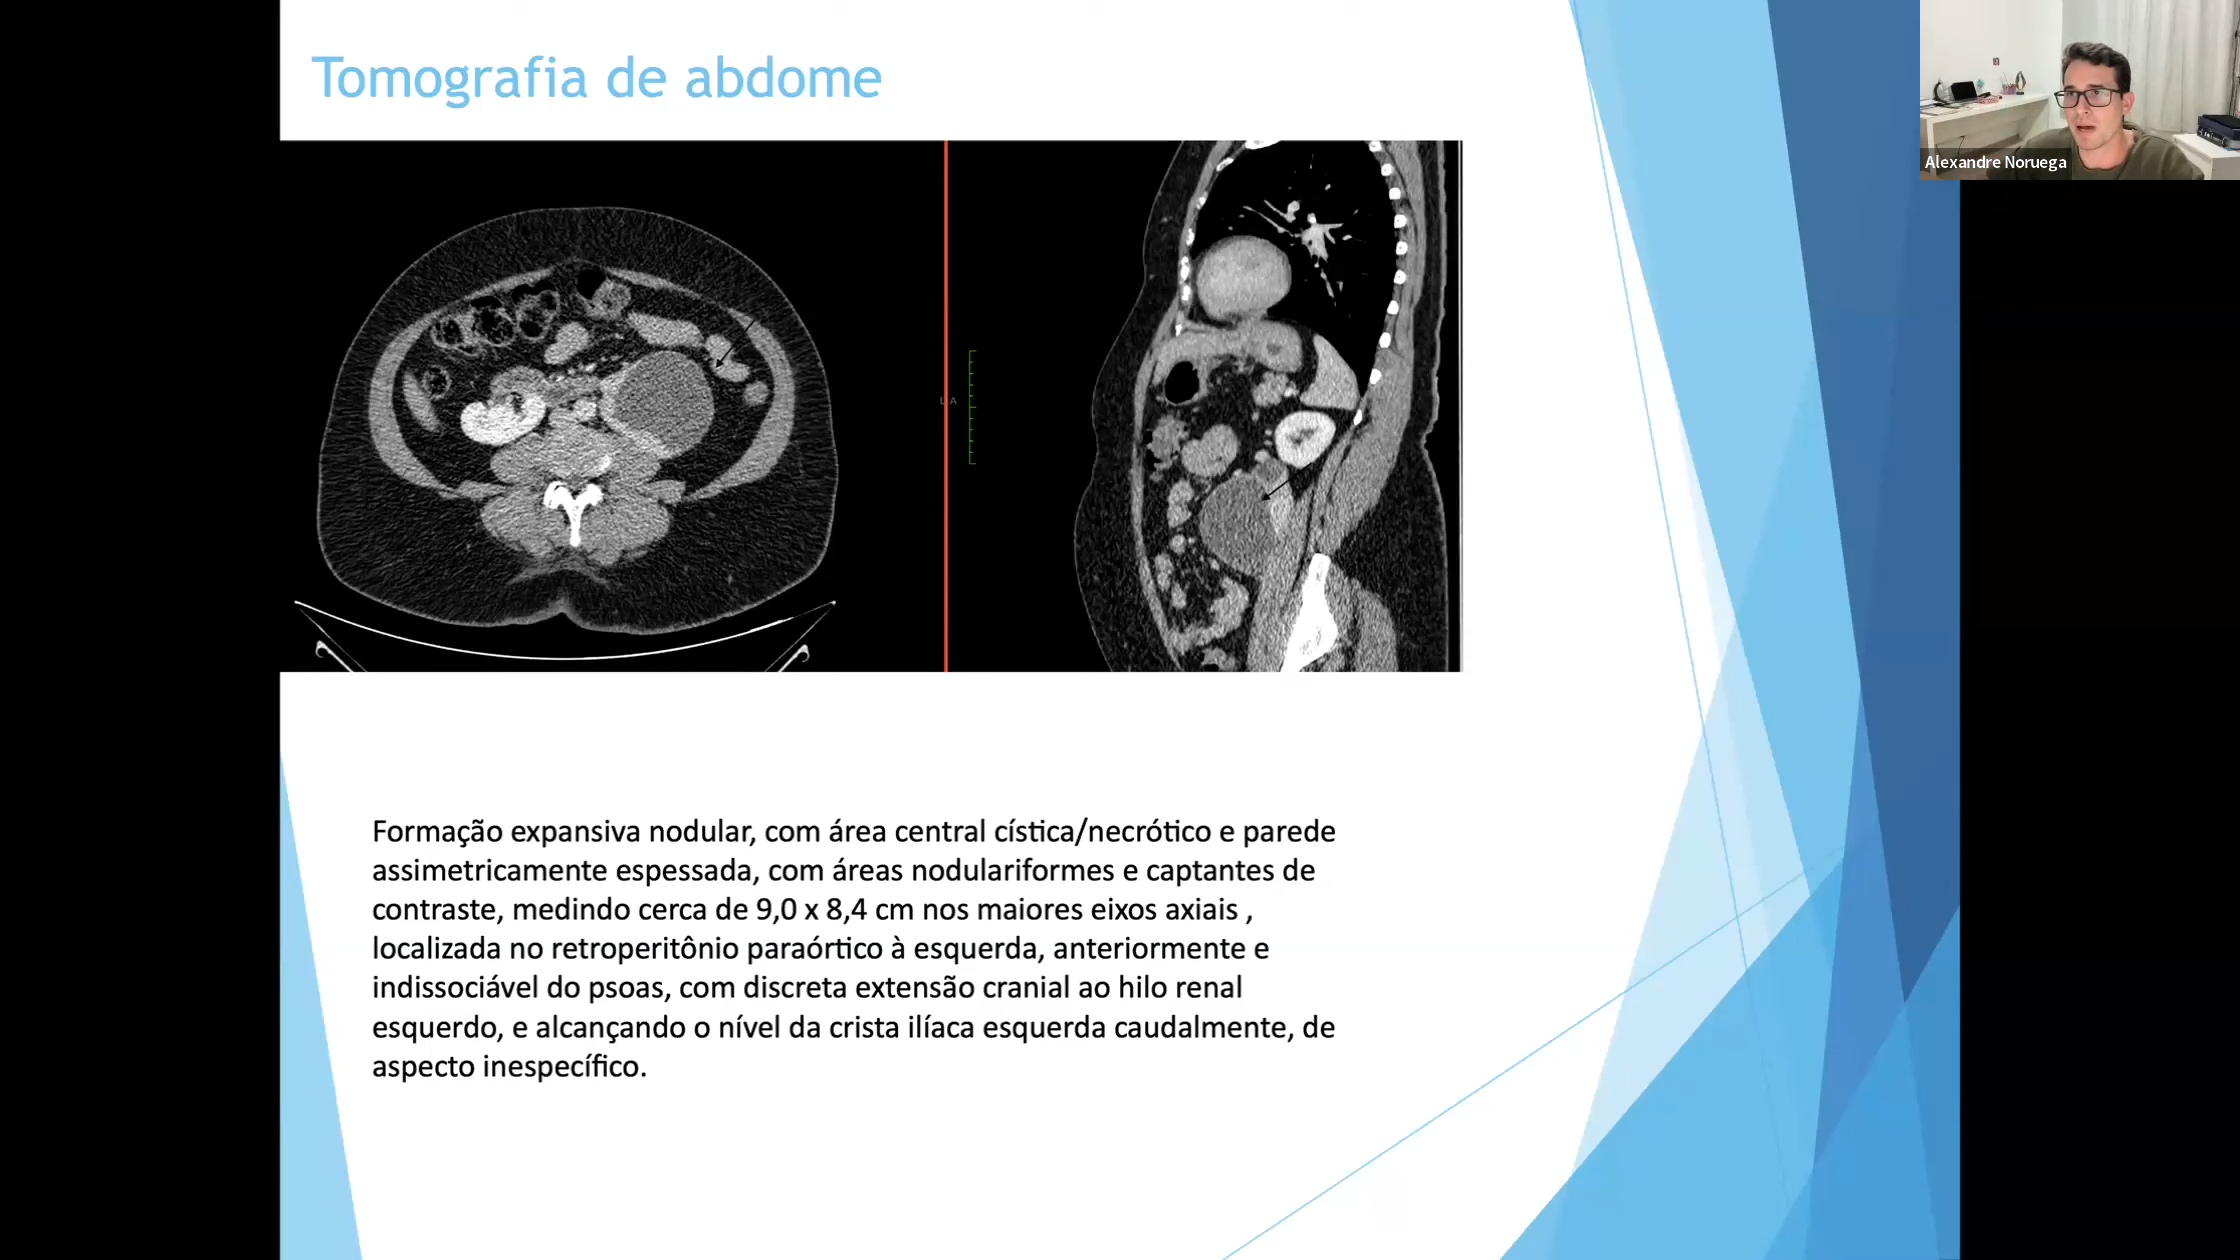 Tomografia de abdome
Alexandre Noruega
L A
Formação expansiva nodular, com área central cística/necrótico e parede
assimetricamente espessada, com áreas nodulariformes e captantes de
contraste, medindo cerca de 9,0 x 8,4 cm nos maiores eixos axiais ,
localizada no retroperitônio paraórtico à esquerda, anteriormente e
indissociável do psoas, com discreta extensão cranial ao hilo renal
esquerdo, e alcançando o nível da crista ilíaca esquerda caudalmente, de
aspecto inespecífico.